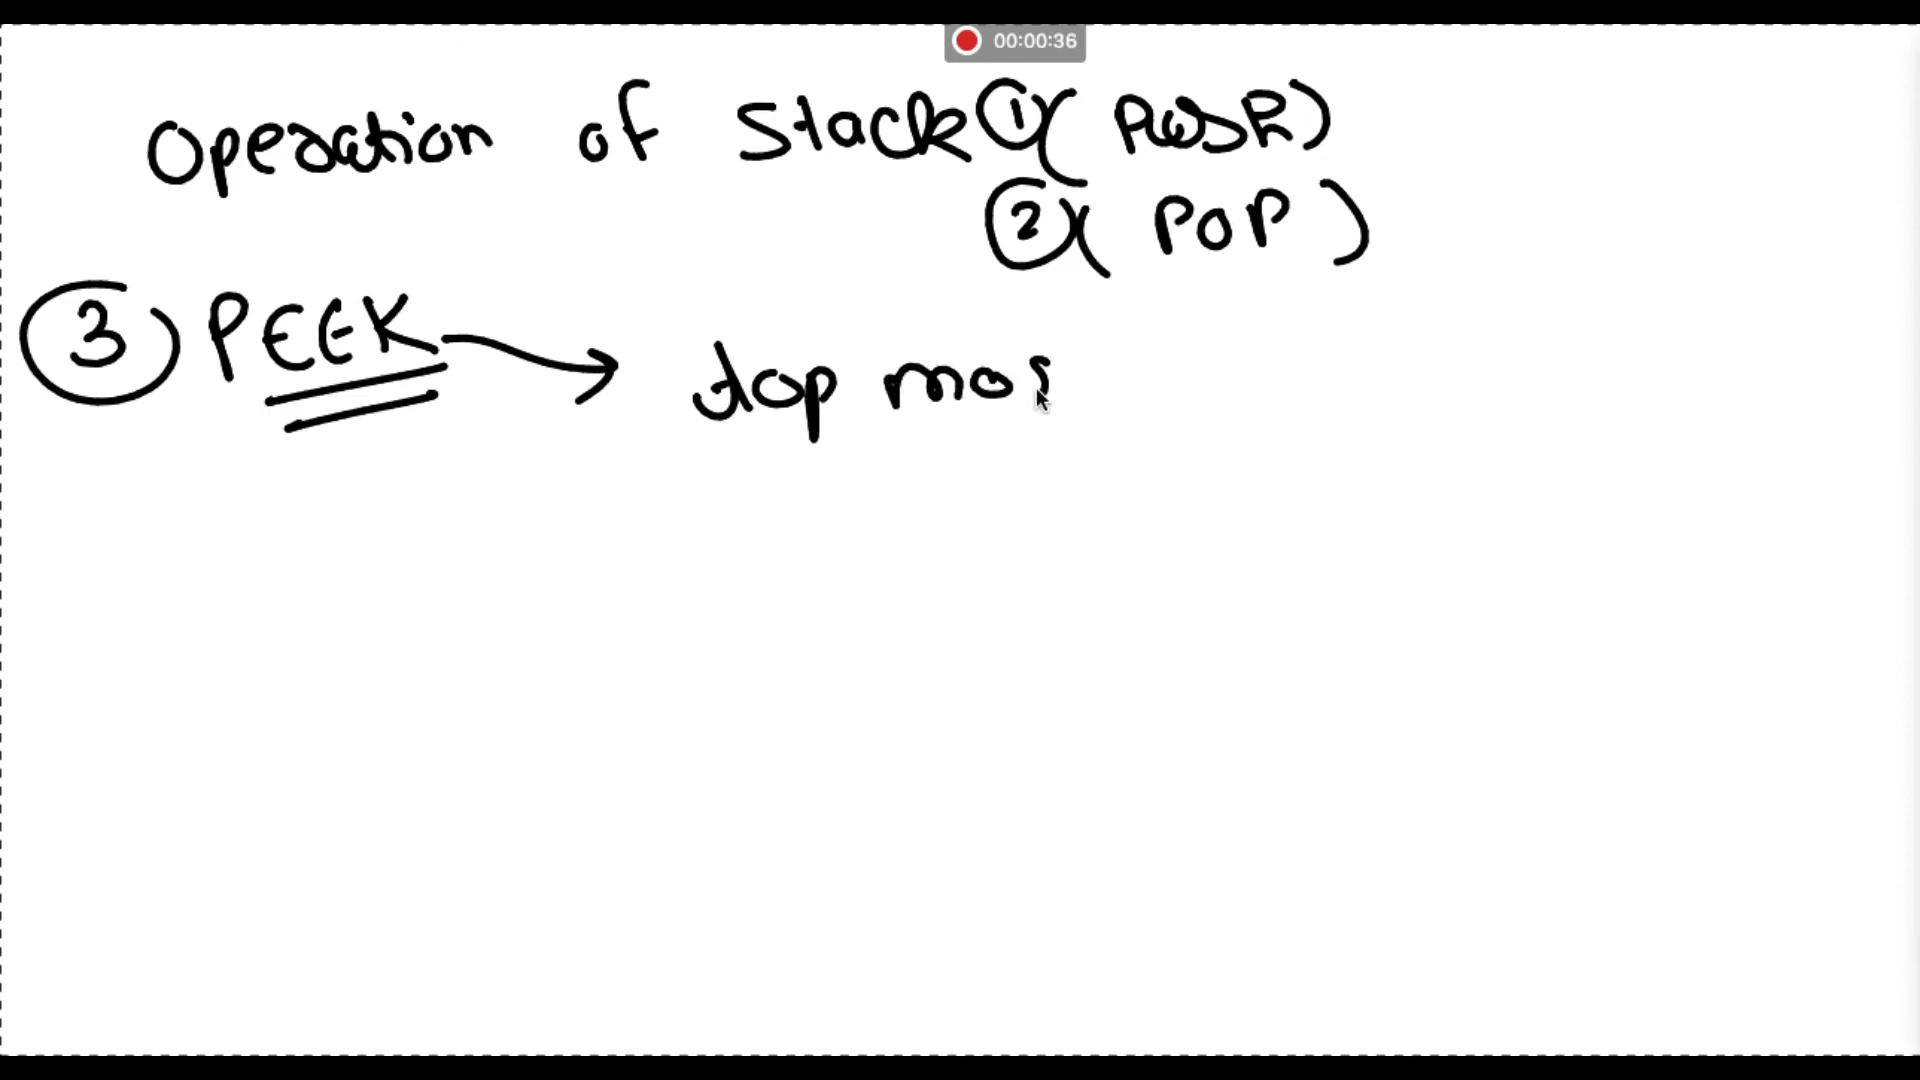 00:00:36
Operation of Stack ① (PUSH)
② ( POP )
③ PEEK → top mos